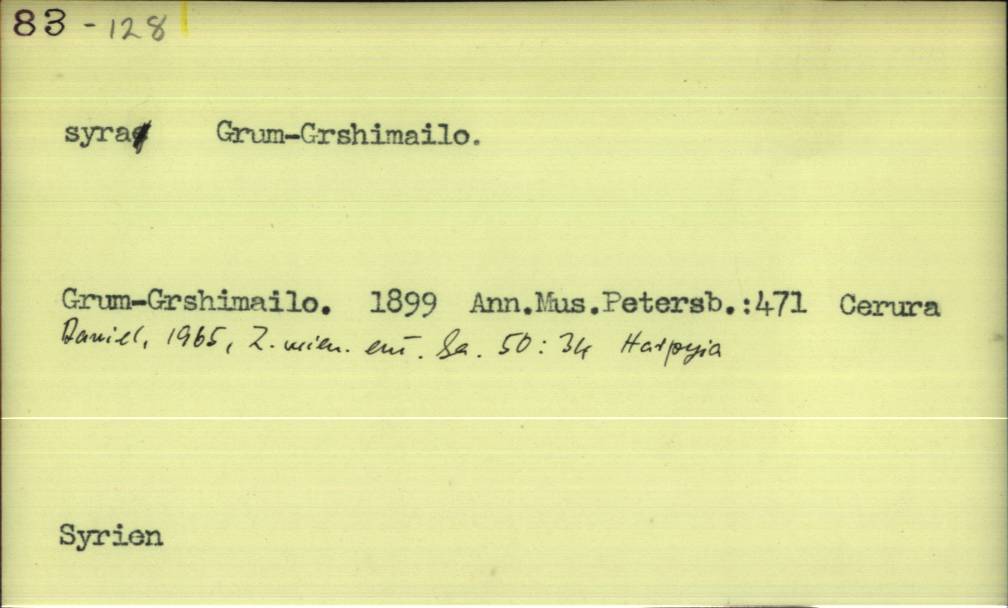 83 - 128
syra Grum-Grshimailo.
Grum-Grshimailo. 1899 Ann.Mus.Petersb.:471 Cerura
Daniel, 1965, Z. wien. ent. Ges. 50: 34 Harpyia
Syrien